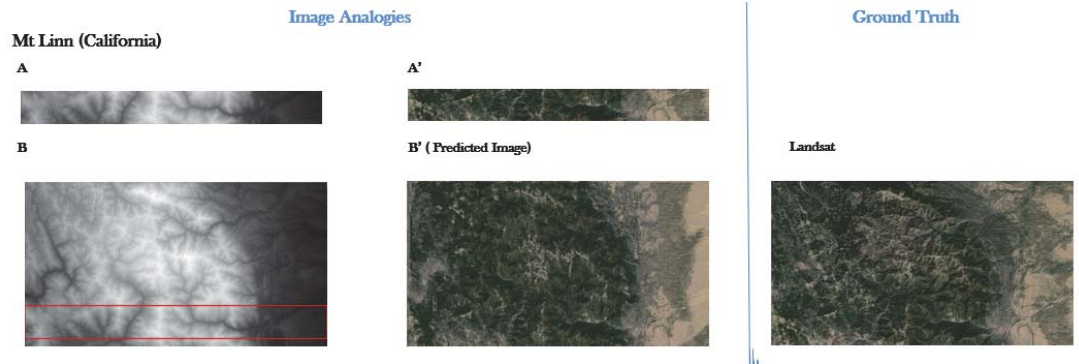 Image Analogies
Ground Truth
Mt Linn (California)
A
A'
B
B' ( Predicted Image)
Landsat